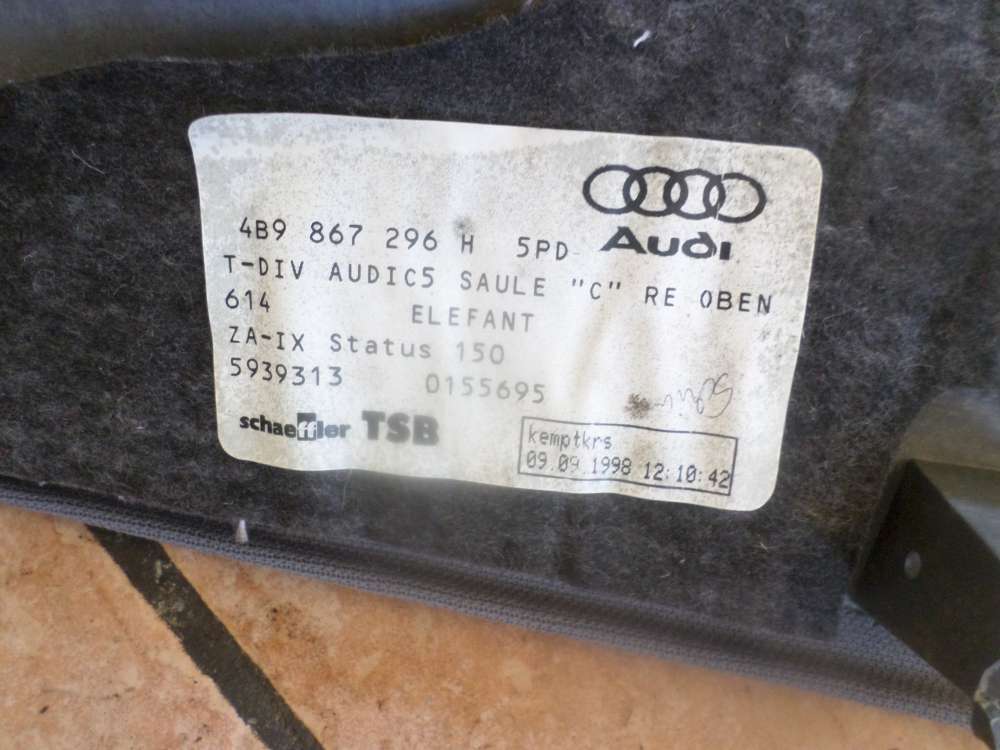 Audi
4B9 867 296 H 5PD
T-DIV AUDIC5 SAULE "C" RE OBEN
614 ELEFANT
ZA-IX Status 150
5939313 0155695
schaeffler TSB
kemptkrs
09.09.1998 12:10:42